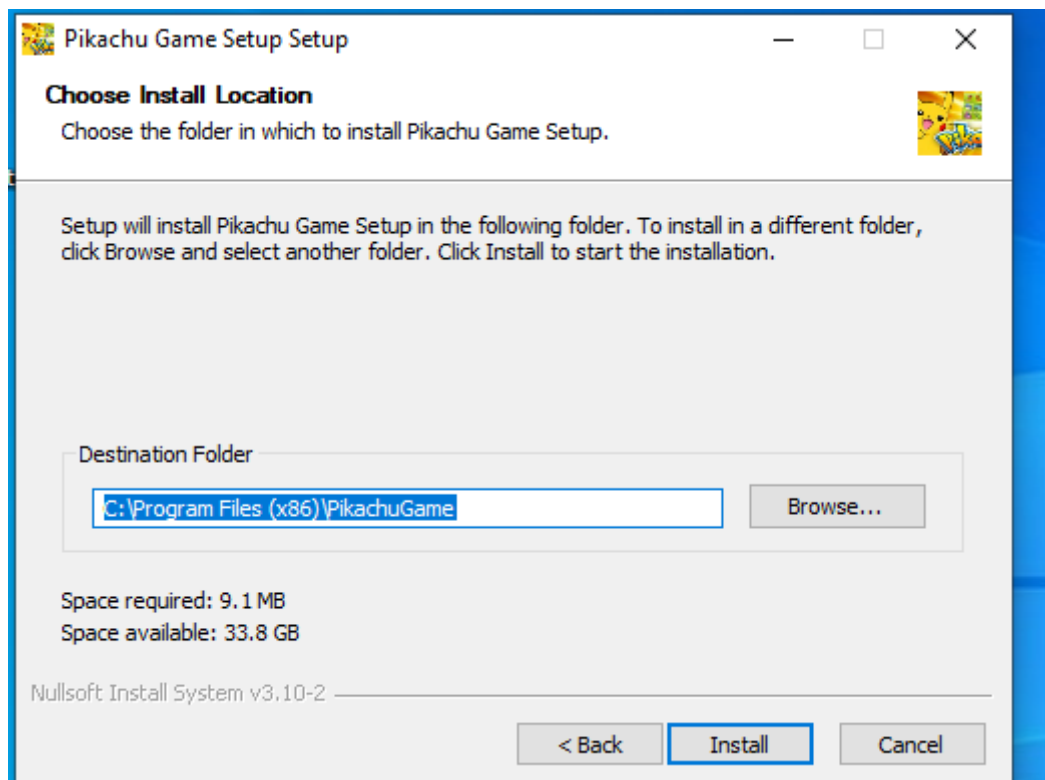 Pikachu Game Setup Setup
Choose Install Location
Choose the folder in which to install Pikachu Game Setup.
Setup will install Pikachu Game Setup in the following folder. To install in a different folder,
click Browse and select another folder. Click Install to start the installation.
Destination Folder
C:\Program Files (x86)\PikachuGame
Browse...
Space required: 9.1 MB
Space available: 33.8 GB
Nullsoft Install System v3.10-2
< Back
Install
Cancel